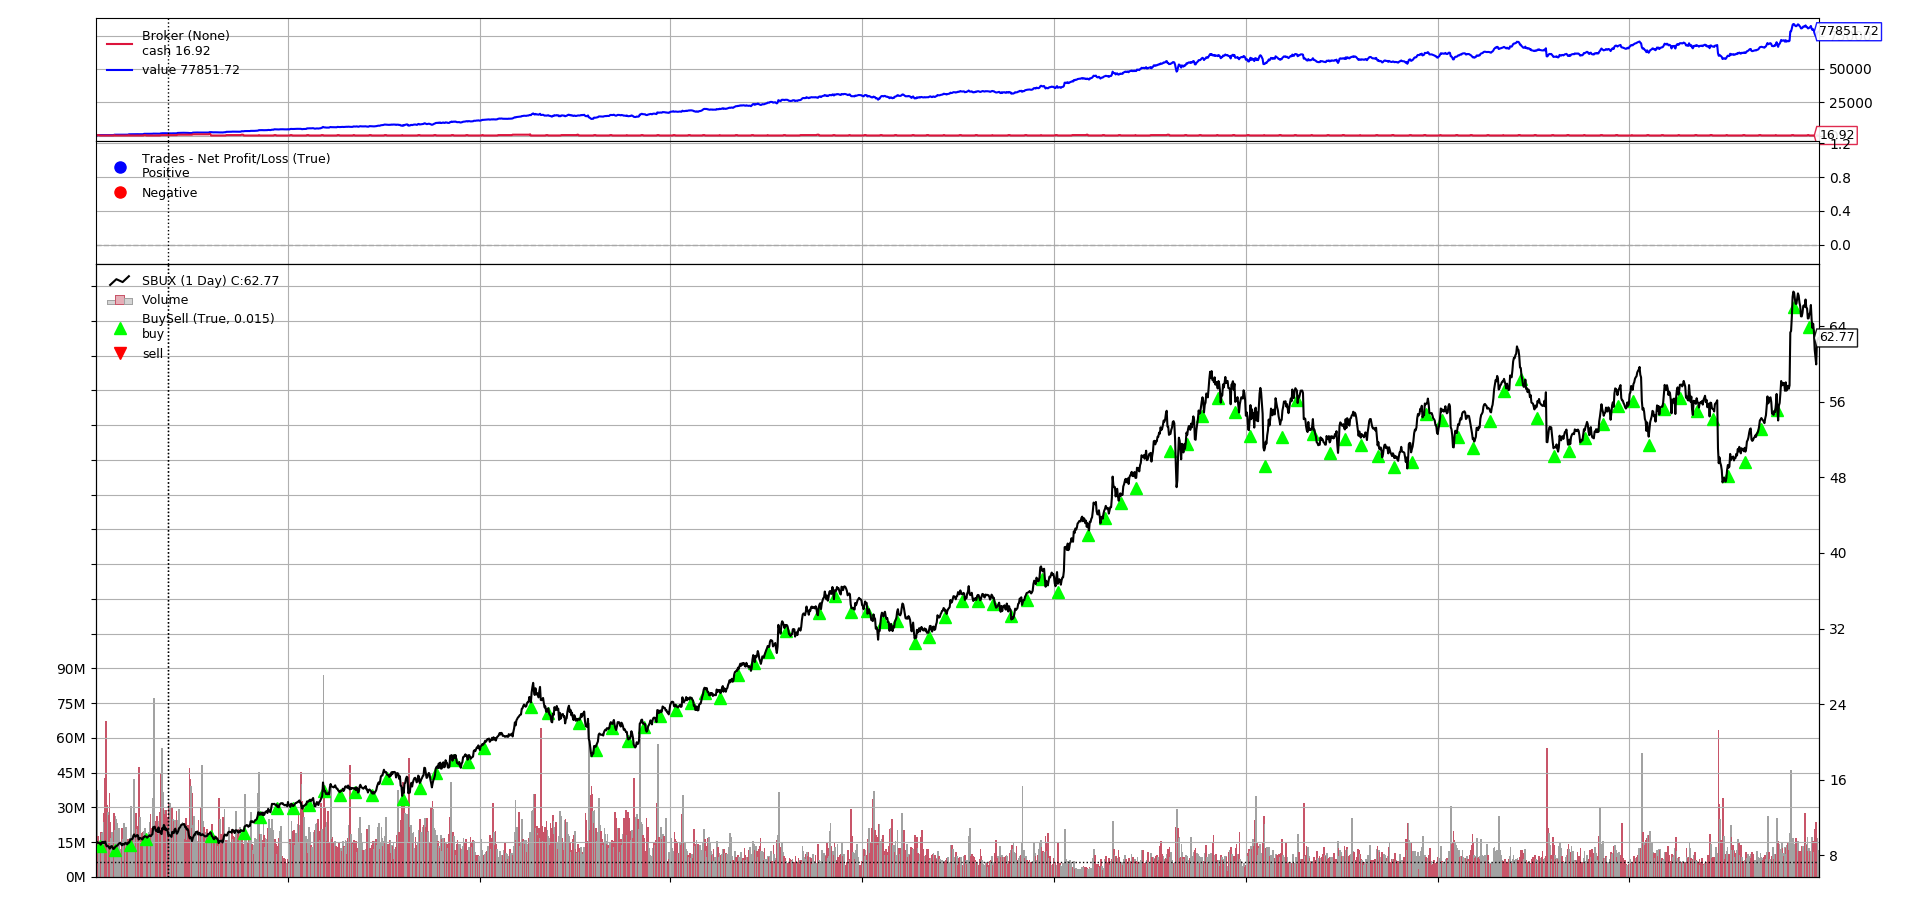 Broker (None)
cash 16.92
value 77851.72
77851.72
50000
25000
16.92
Trades - Net Profit/Loss (True)
Positive
Negative
1.2
0.8
0.4
0.0
SBUX (1 Day) C:62.77
Volume
BuySell (True, 0.015)
buy
sell
64
62.77
56
48
40
32
24
16
8
90M
75M
60M
45M
30M
15M
0M